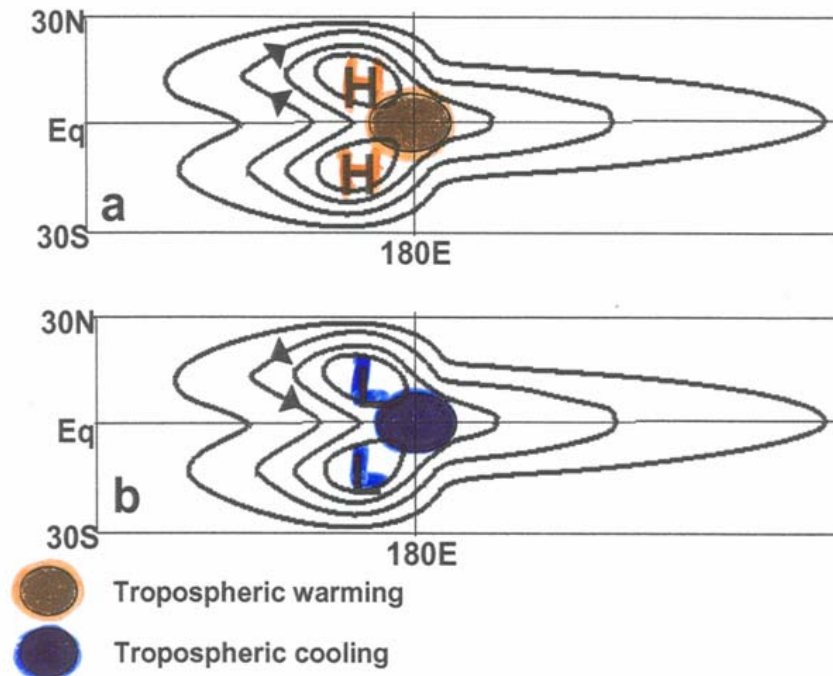 30N
H
Eq
H
a
30S
180E
30N
L
Eq
L
b
30S
180E
Tropospheric warming
Tropospheric cooling